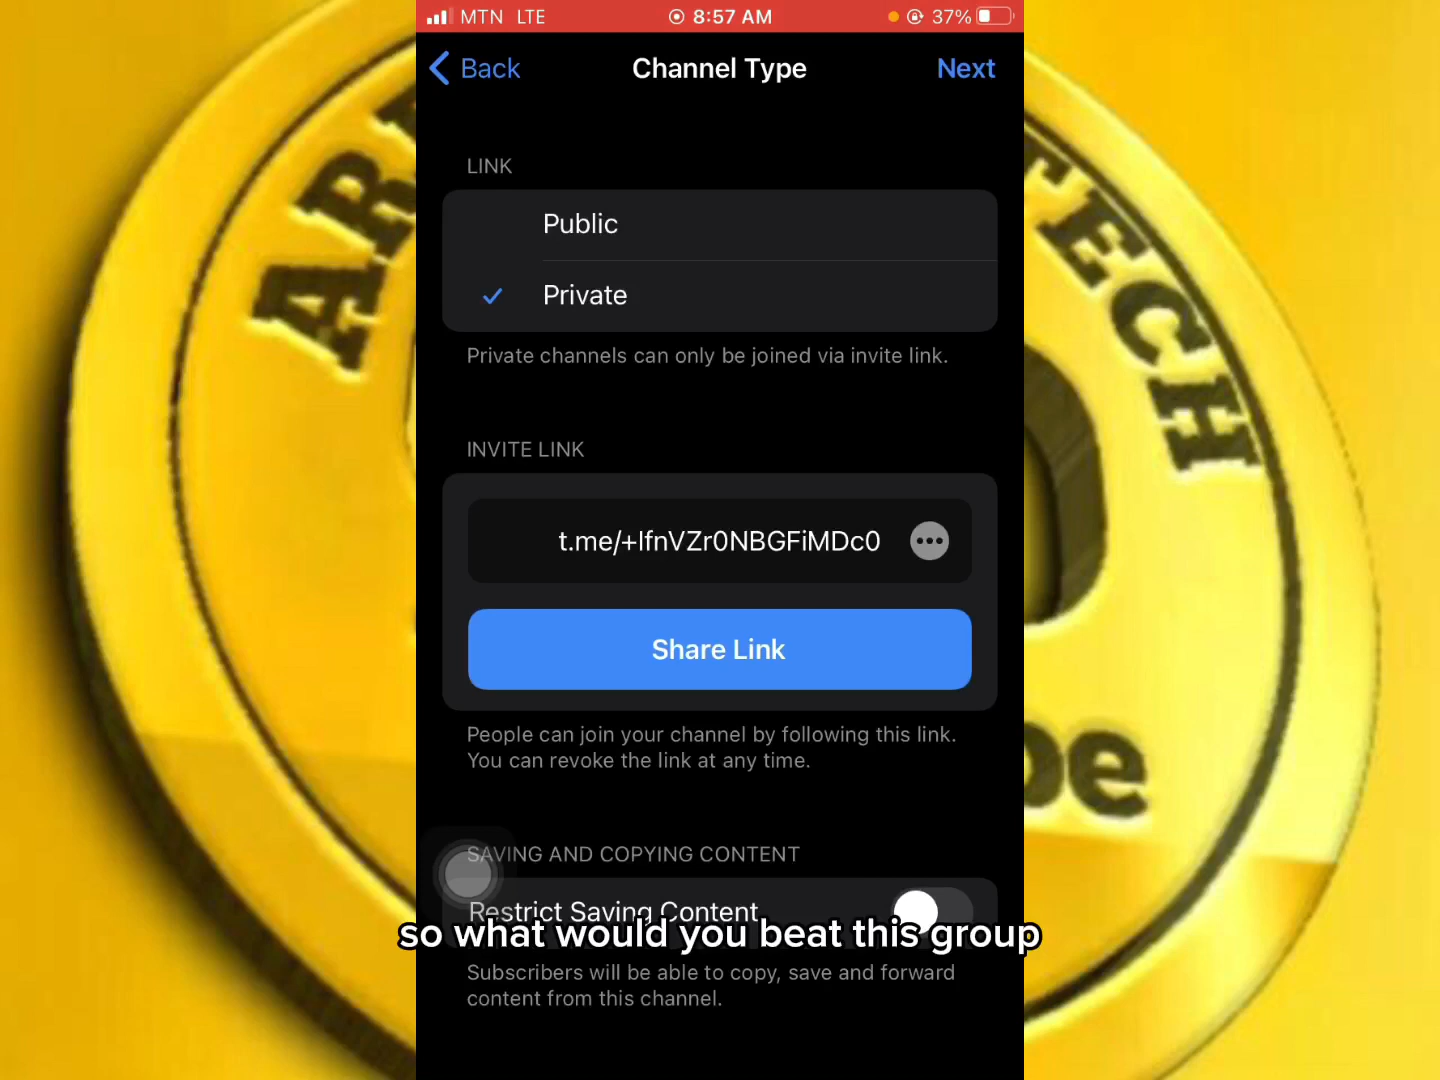 MTN LTE 8:57 AM 37%
Back Channel Type Next
LINK
Public
Private
Private channels can only be joined via invite link.
INVITE LINK
t.me/+IfnVZr0NBGFiMDc0
Share Link
People can join your channel by following this link.
You can revoke the link at any time.
SAVING AND COPYING CONTENT
Restrict Saving Content
so what would you beat this group
Subscribers will be able to copy, save and forward
content from this channel.
TECH